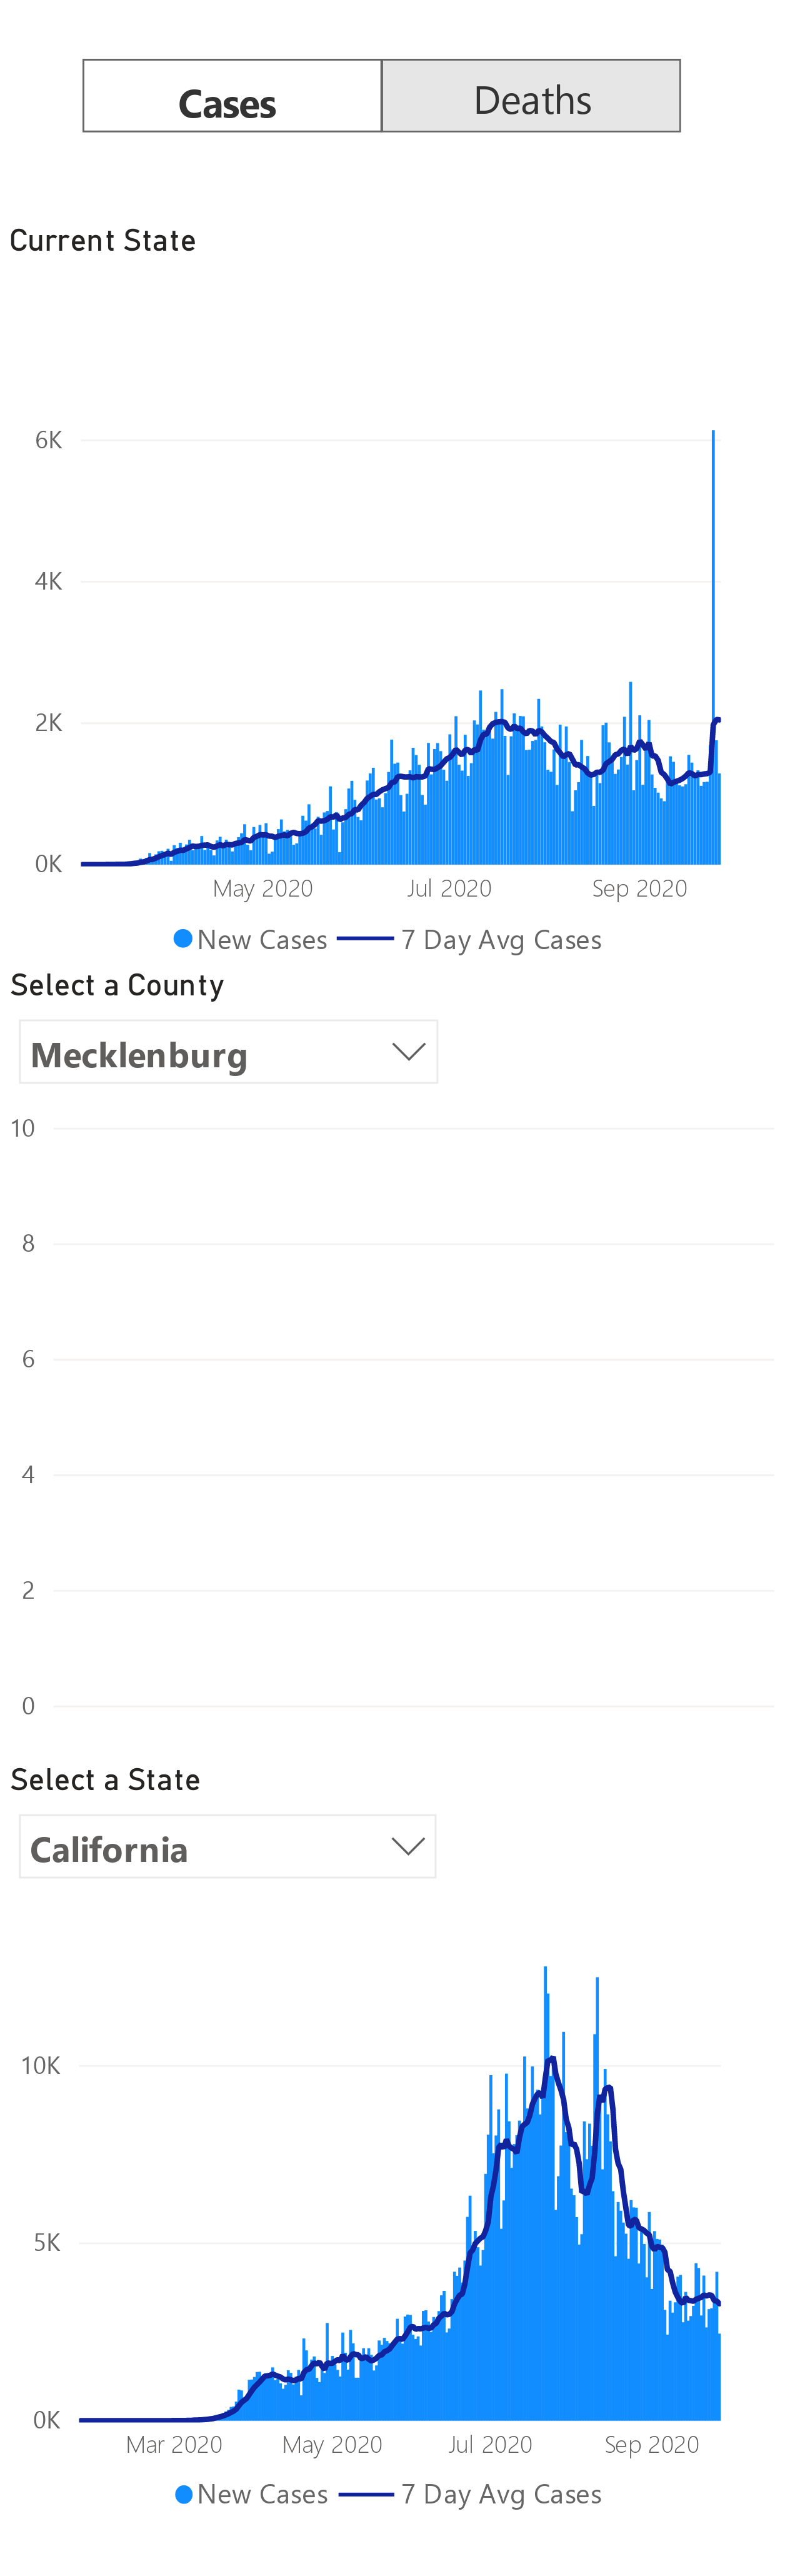 Cases Deaths
Current State
6K
4K
2K
0K
May 2020 Jul 2020 Sep 2020
New Cases 7 Day Avg Cases
Select a County
Mecklenburg
10
8
6
4
2
0
Select a State
California
10K
5K
0K
Mar 2020 May 2020 Jul 2020 Sep 2020
New Cases 7 Day Avg Cases